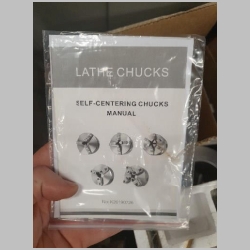 LATHE CHUCKS
SELF-CENTERING CHUCKS
MANUAL